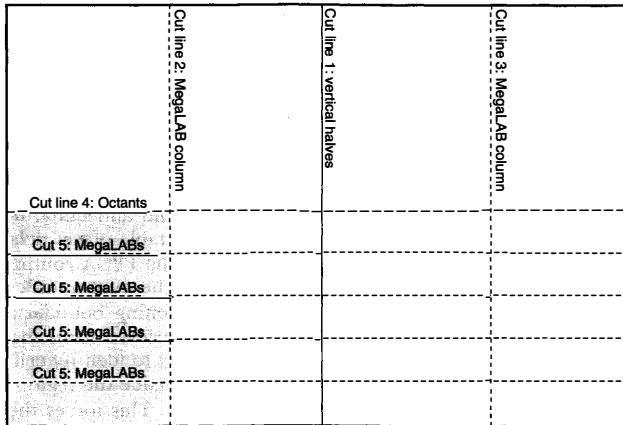 Cut line 2: MegaLAB column
Cut line 1: vertical halves
Cut line 3: MegaLAB column
Cut line 4: Octants
Cut 5: MegaLABs
Cut 5: MegaLABs
Cut 5: MegaLABs
Cut 5: MegaLABs